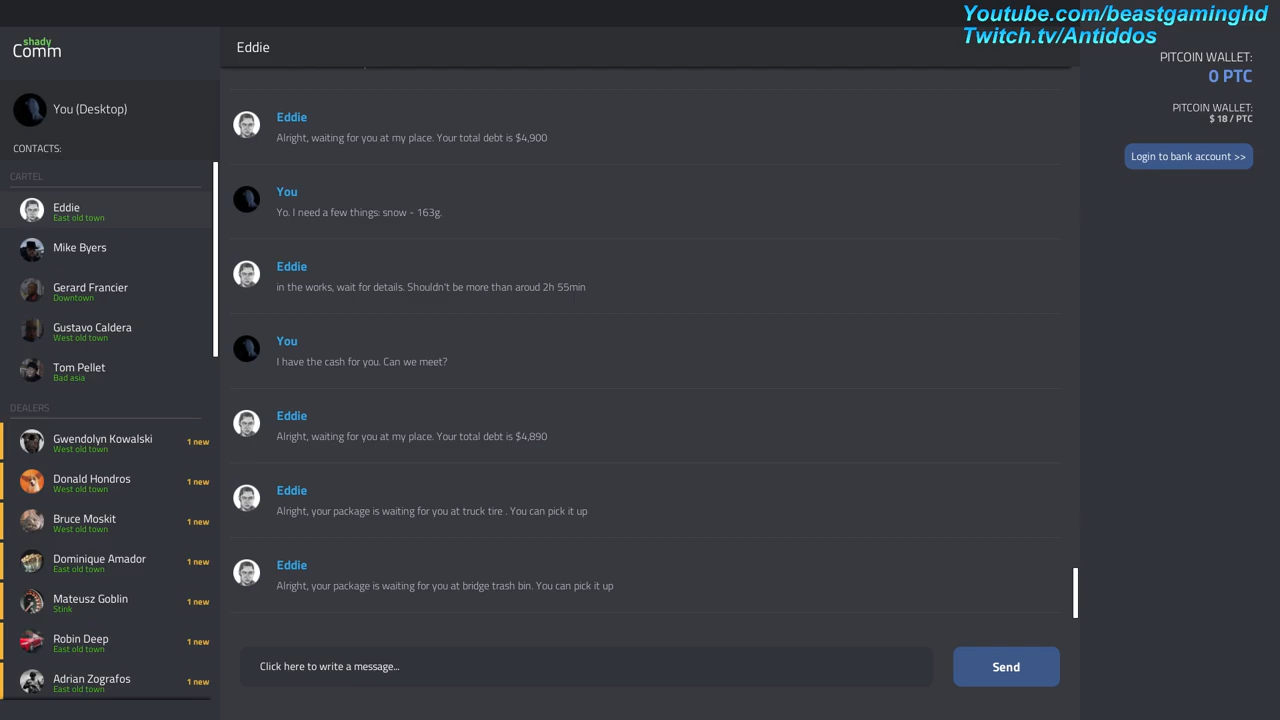 Youtube.com/beastgaminghd
Twitch.tv/Antiddos
shady
Comm
Eddie
PITCOIN WALLET:
0 PTC
PITCOIN WALLET:
$ 18 / PTC
Login to bank account >>
You (Desktop)
CONTACTS:
CARTEL
Eddie
East old town
Mike Byers
Gerard Francier
Downtown
Gustavo Caldera
West old town
Tom Pellet
Bad asia
DEALERS
Gwendolyn Kowalski
West old town
1 new
Donald Hondros
West old town
1 new
Bruce Moskit
West old town
1 new
Dominique Amador
East old town
1 new
Mateusz Goblin
Stink
1 new
Robin Deep
East old town
1 new
Adrian Zografos
East old town
1 new
Eddie
Alright, waiting for you at my place. Your total debt is $4,900
You
Yo. I need a few things: snow - 163g.
Eddie
in the works, wait for details. Shouldn't be more than aroud 2h 55min
You
I have the cash for you. Can we meet?
Eddie
Alright, waiting for you at my place. Your total debt is $4,890
Eddie
Alright, your package is waiting for you at truck tire . You can pick it up
Eddie
Alright, your package is waiting for you at bridge trash bin. You can pick it up
Click here to write a message...
Send